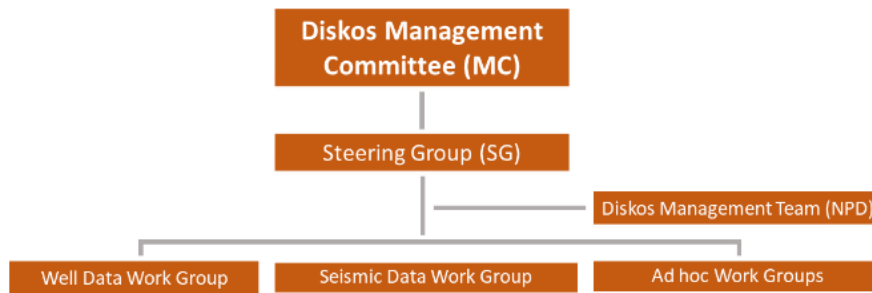 Diskos Management
Committee (MC)
Steering Group (SG)
Diskos Management Team (NPD)
Well Data Work Group
Seismic Data Work Group
Ad hoc Work Groups